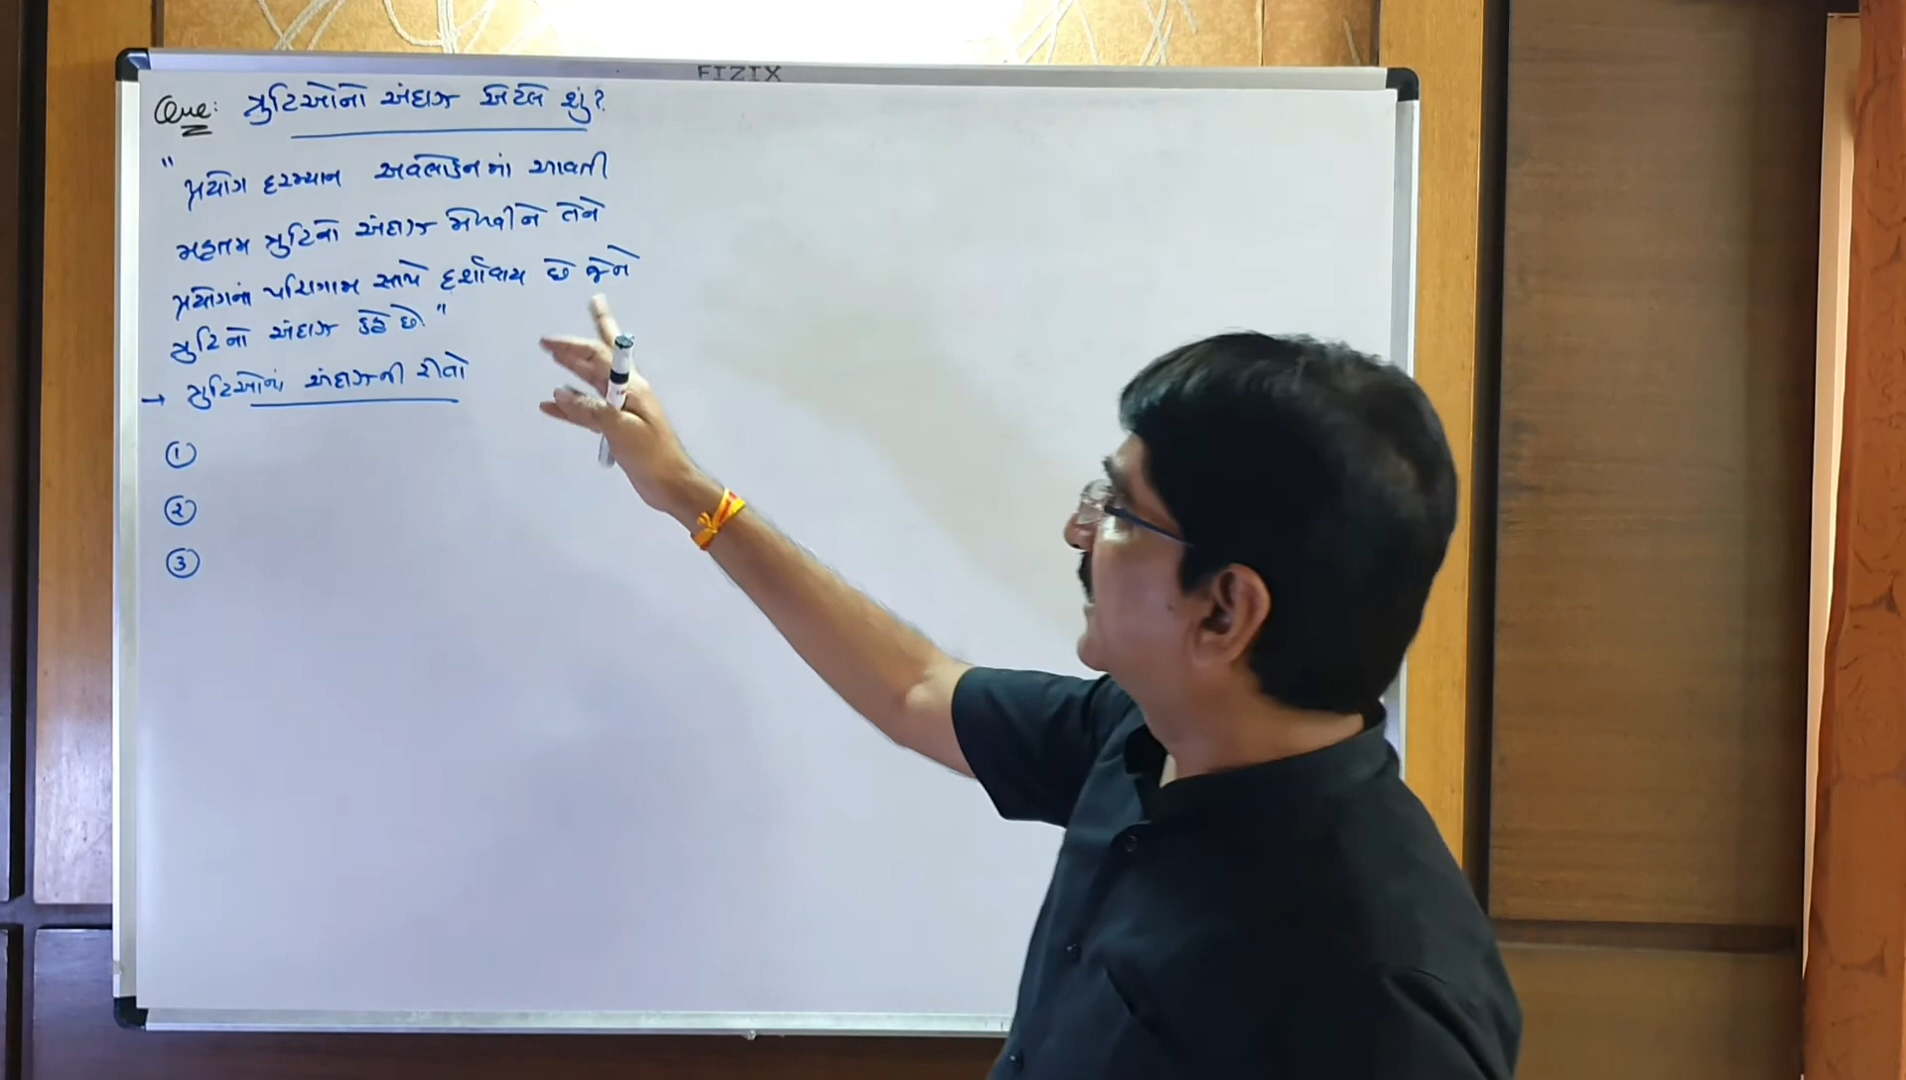 FIZIX
Que: ત્રુટિઓનો અંદાજ એટલે શું?
"પ્રયોગ દરમ્યાન અવલોકનમાં આવતી
મહત્તમ ત્રુટિનો અંદાજ મેળવીને તેને
પ્રયોગનાં પરિણામ સાથે દર્શાવાય છે જેને
ત્રુટિનો અંદાજ કહે છે."
→ ત્રુટિઓનાં અંદાજની રીતો
①
②
③